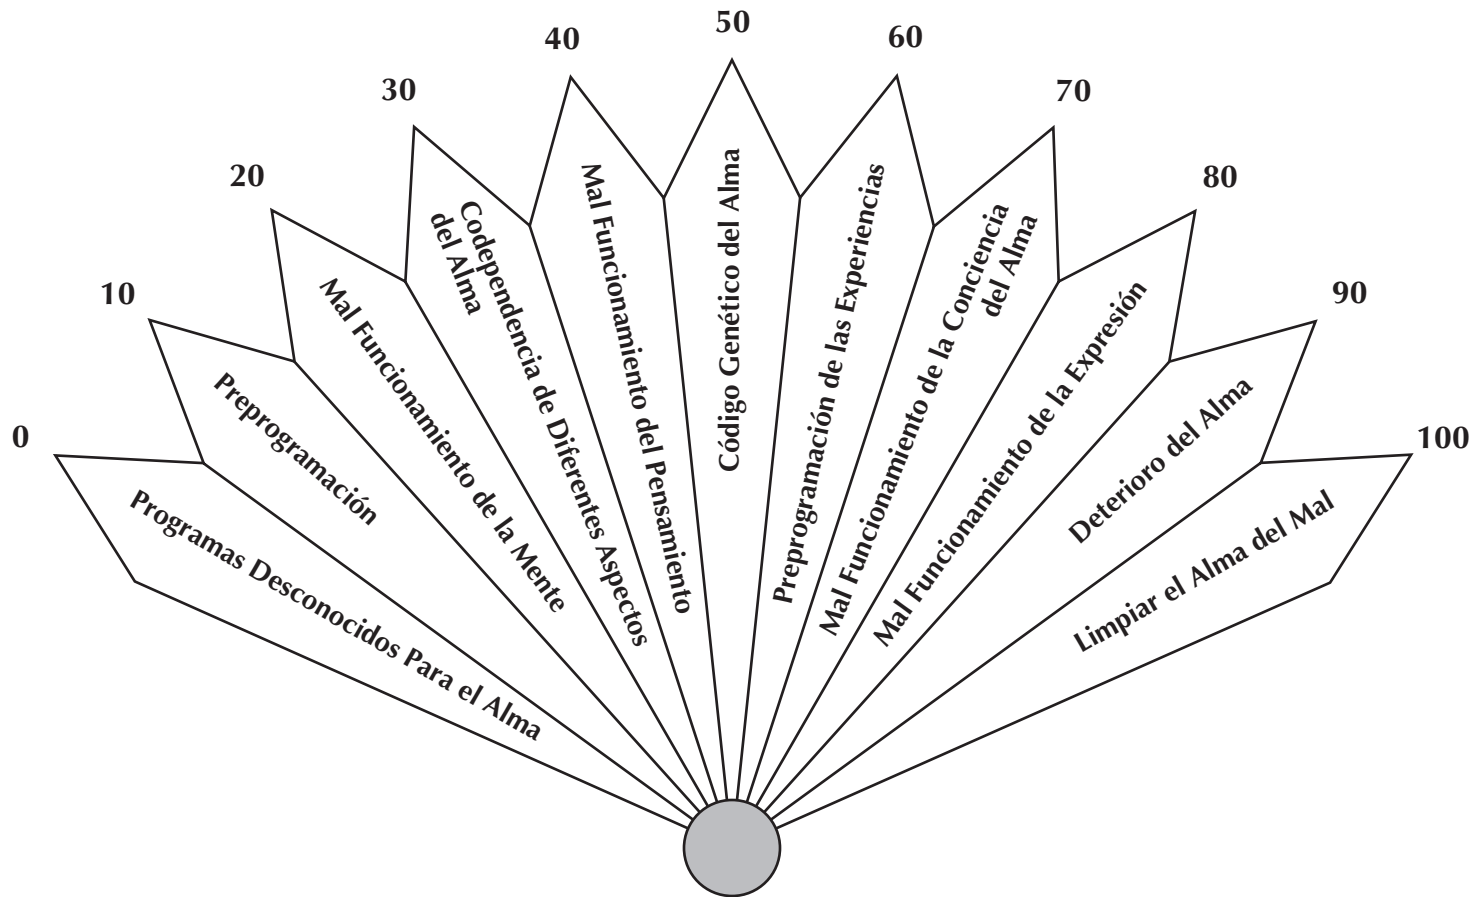 0
Programas Desconocidos Para el Alma
10
Preprogramación
20
Mal Funcionamiento de la Mente
30
Codependencia de Diferentes Aspectos
del Alma
40
Mal Funcionamiento del Pensamiento
50
Código Genético del Alma
60
Preprogramación de las Experiencias
70
Mal Funcionamiento de la Conciencia
del Alma
80
Mal Funcionamiento de la Expresión
90
Deterioro del Alma
100
Limpiar el Alma del Mal